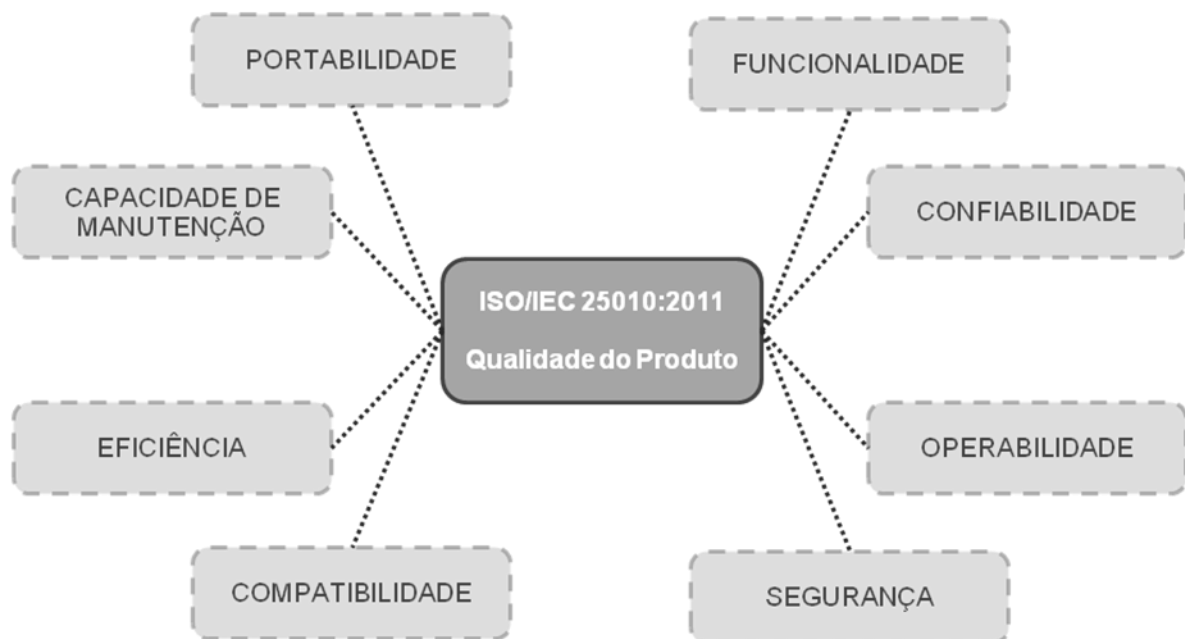 PORTABILIDADE
FUNCIONALIDADE
CAPACIDADE DE
MANUTENÇÃO
CONFIABILIDADE
ISO/IEC 25010:2011
Qualidade do Produto
EFICIÊNCIA
OPERABILIDADE
COMPATIBILIDADE
SEGURANÇA